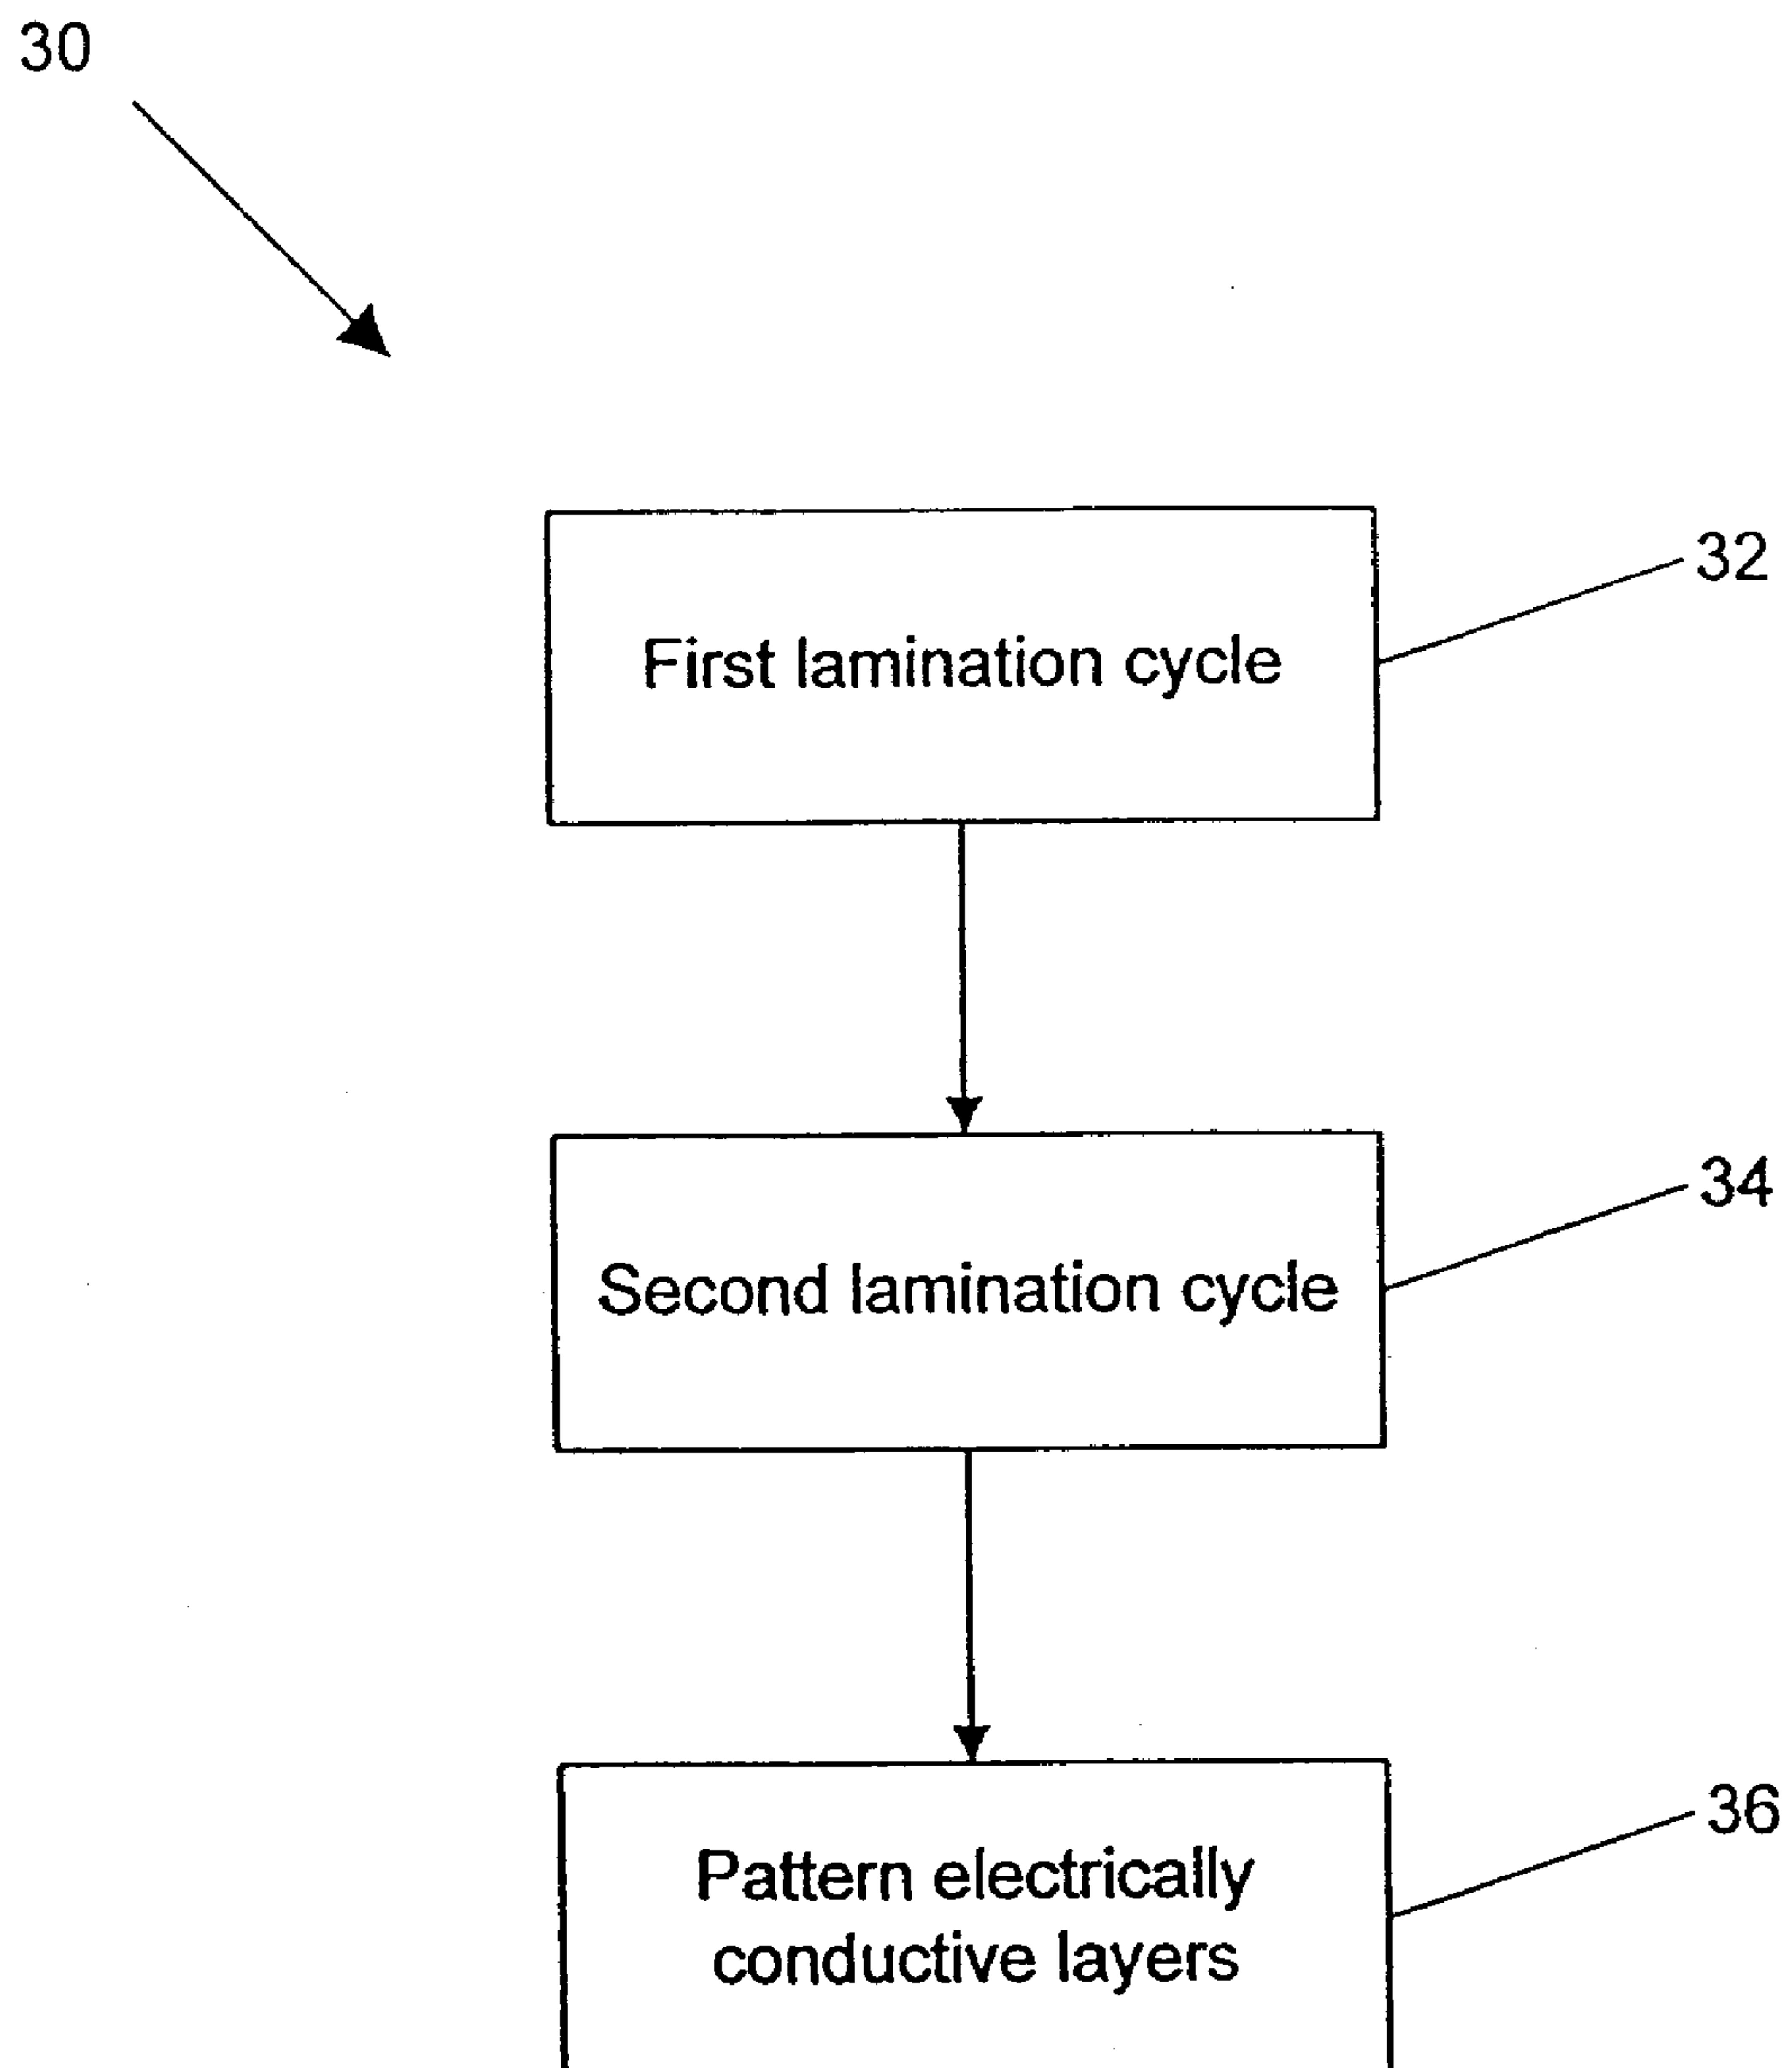 30
32
First lamination cycle
34
Second lamination cycle
36
Pattern electrically
conductive layers